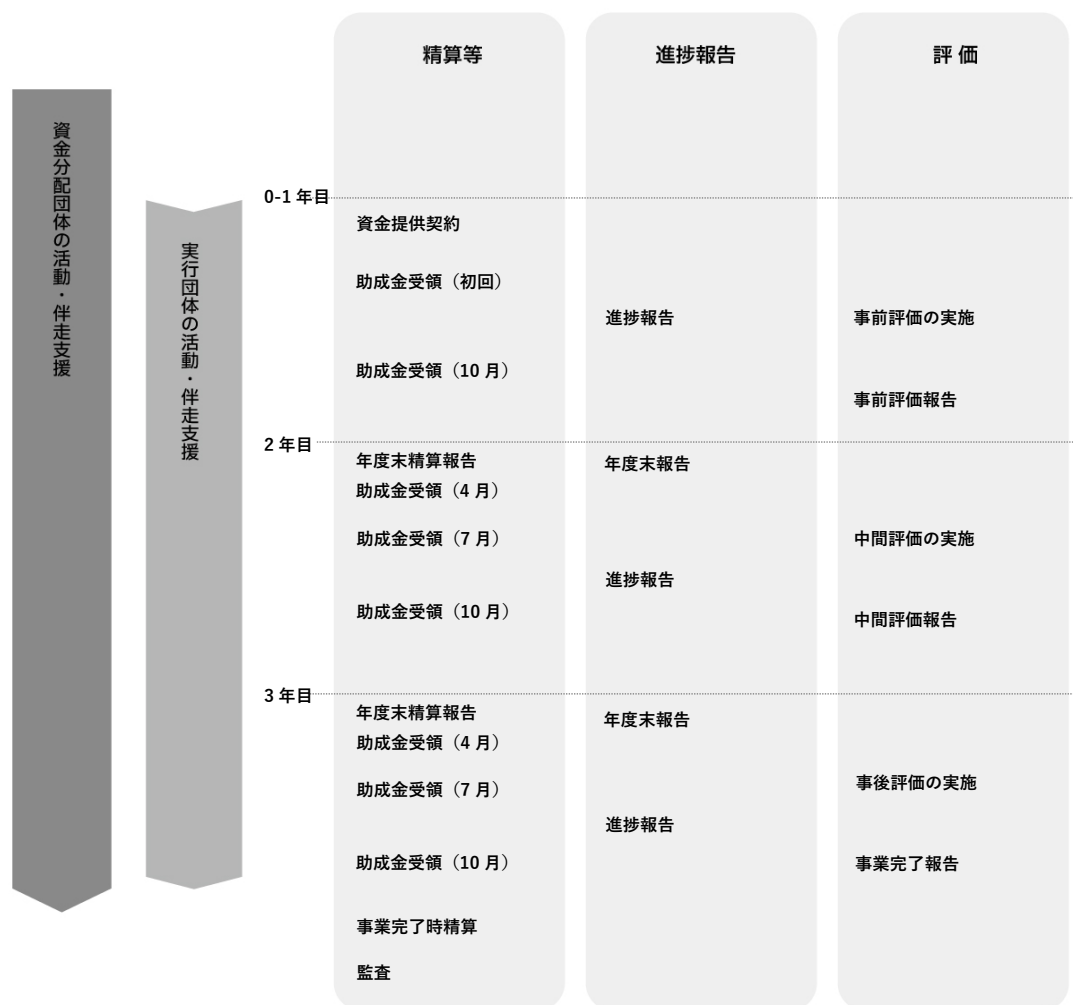 精算等
進捗報告
評 価
資金分配団体の活動・伴走支援
実行団体の活動・伴走支援
0-1 年目
資金提供契約
助成金受領（初回）
進捗報告
事前評価の実施
助成金受領（10 月）
事前評価報告
2 年目
年度末精算報告
年度末報告
助成金受領（4 月）
助成金受領（7 月）
中間評価の実施
進捗報告
助成金受領（10 月）
中間評価報告
3 年目
年度末精算報告
年度末報告
助成金受領（4 月）
助成金受領（7 月）
事後評価の実施
進捗報告
助成金受領（10 月）
事業完了報告
事業完了時精算
監査